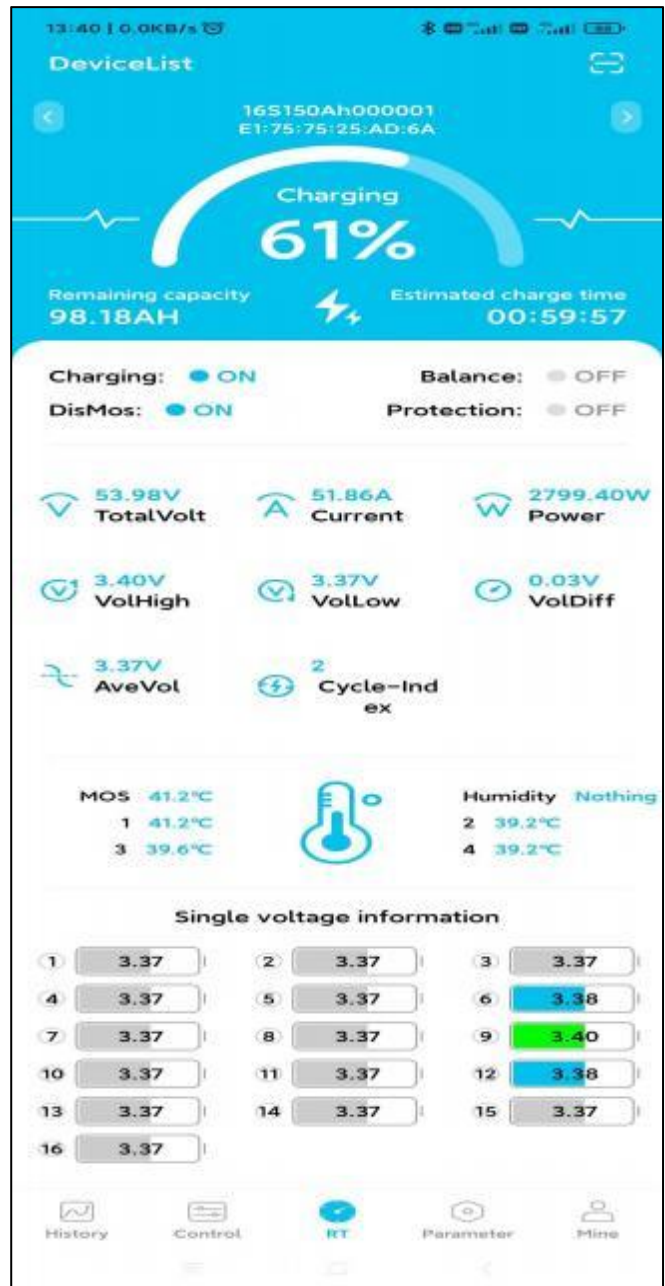 13:40 | 0.0KB/s
DeviceList
16S150Ah000001
E1:75:75:25:AD:6A
Charging
61%
Remaining capacity Estimated charge time
98.18AH 00:59:57
Charging: ON Balance: OFF
DisMos: ON Protection: OFF
53.98V 51.86A 2799.40W
TotalVolt Current Power
3.40V 3.37V 0.03V
VolHigh VolLow VolDiff
3.37V 2
AveVol Cycle-Ind
ex
MOS 41.2℃ Humidity Nothing
1 41.2℃ 2 39.2℃
3 39.6℃ 4 39.2℃
Single voltage information
1 3.37 2 3.37 3 3.37
4 3.37 5 3.37 6 3.38
7 3.37 8 3.37 9 3.40
10 3.37 11 3.37 12 3.38
13 3.37 14 3.37 15 3.37
16 3.37
History Control RT Parameter Mine